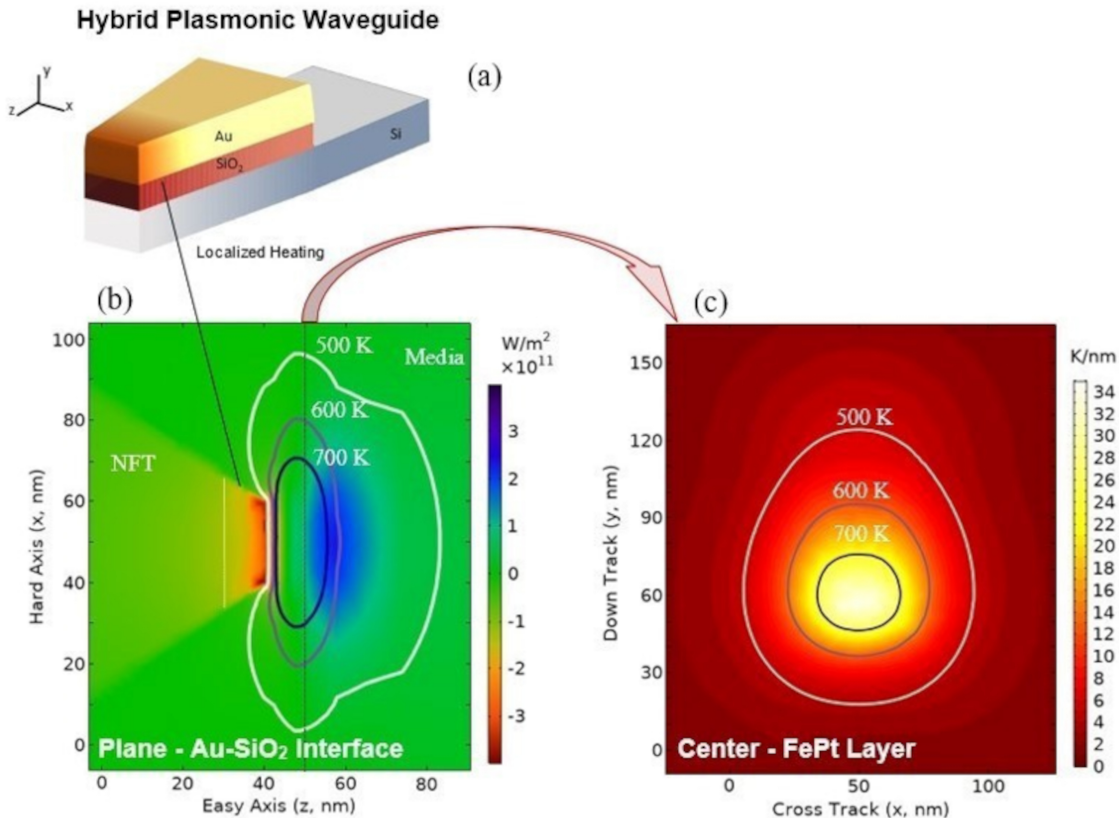 Hybrid Plasmonic Waveguide
(a)
y
z
x
Au
SiO₂
Si
Localized Heating
(b)
(c)
W/m²
×10¹¹
3
2
1
0
-1
-2
-3
500 K
Media
600 K
700 K
NFT
Plane - Au-SiO₂ Interface
Hard Axis (x, nm)
100
80
60
40
20
0
0
20
40
60
80
Easy Axis (z, nm)
K/nm
34
32
30
28
26
24
22
20
18
16
14
12
10
8
6
4
2
0
500 K
600 K
700 K
Center - FePt Layer
Down Track (y, nm)
150
120
90
60
30
0
0
50
100
Cross Track (x, nm)